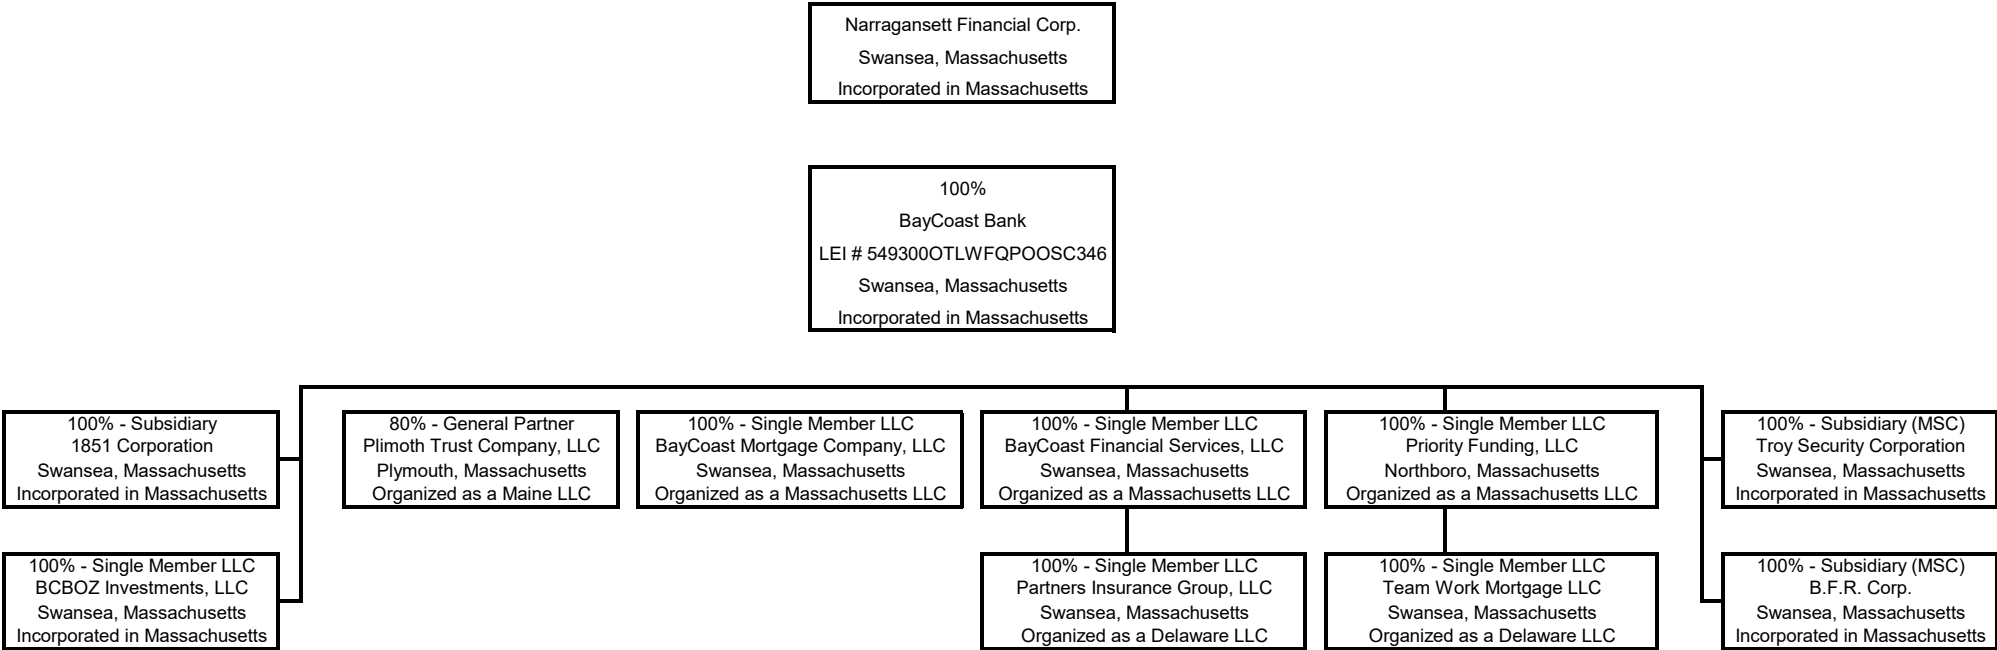 Narragansett Financial Corp.
Swansea, Massachusetts
Incorporated in Massachusetts
100%
BayCoast Bank
LEI # 549300OTLWFQPOOSC346
Swansea, Massachusetts
Incorporated in Massachusetts
100% - Subsidiary
1851 Corporation
Swansea, Massachusetts
Incorporated in Massachusetts
80% - General Partner
Plimoth Trust Company, LLC
Plymouth, Massachusetts
Organized as a Maine LLC
100% - Single Member LLC
BayCoast Mortgage Company, LLC
Swansea, Massachusetts
Organized as a Massachusetts LLC
100% - Single Member LLC
BayCoast Financial Services, LLC
Swansea, Massachusetts
Organized as a Massachusetts LLC
100% - Single Member LLC
Priority Funding, LLC
Northboro, Massachusetts
Organized as a Massachusetts LLC
100% - Subsidiary (MSC)
Troy Security Corporation
Swansea, Massachusetts
Incorporated in Massachusetts
100% - Single Member LLC
BCBOZ Investments, LLC
Swansea, Massachusetts
Incorporated in Massachusetts
100% - Single Member LLC
Partners Insurance Group, LLC
Swansea, Massachusetts
Organized as a Delaware LLC
100% - Single Member LLC
Team Work Mortgage LLC
Swansea, Massachusetts
Organized as a Delaware LLC
100% - Subsidiary (MSC)
B.F.R. Corp.
Swansea, Massachusetts
Incorporated in Massachusetts